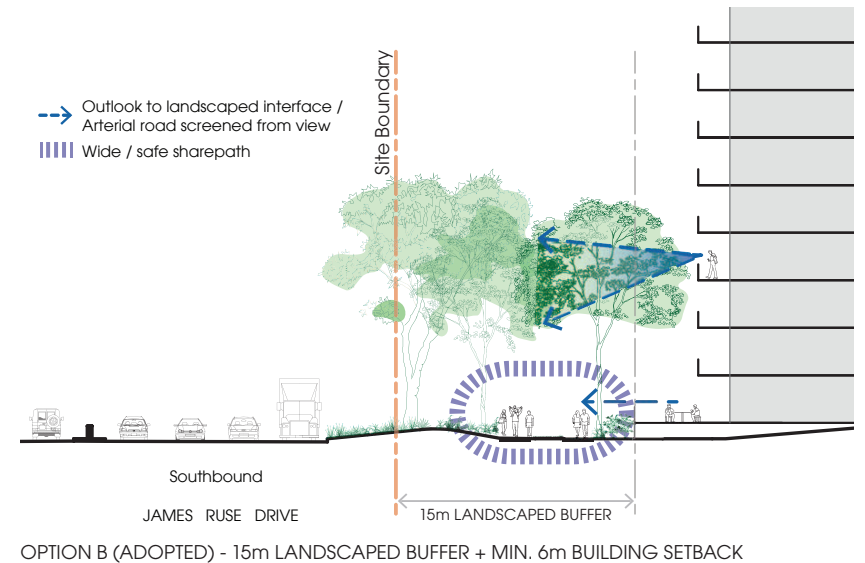 Site Boundary
Outlook to landscaped interface /
Arterial road screened from view
Wide / safe sharepath
Southbound
JAMES RUSE DRIVE
15m LANDSCAPED BUFFER
OPTION B (ADOPTED) - 15m LANDSCAPED BUFFER + MIN. 6m BUILDING SETBACK